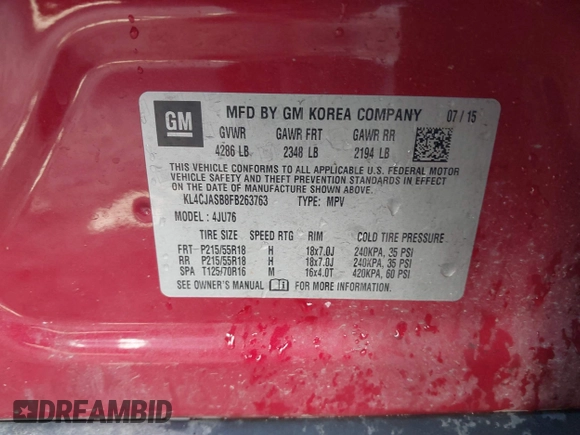 GM
MFD BY GM KOREA COMPANY 07/15
GVWR GAWR FRT GAWR RR
4286 LB 2348 LB 2194 LB
THIS VEHICLE CONFORMS TO ALL APPLICABLE U.S. FEDERAL MOTOR
VEHICLE SAFETY AND THEFT PREVENTION STANDARDS IN EFFECT
ON THE DATE OF MANUFACTURE SHOWN ABOVE.
KL4CJASB8FB263763 TYPE: MPV
MODEL: 4JU76
TIRE SIZE SPEED RTG RIM COLD TIRE PRESSURE
FRT P215/55R18 H 18x7.0J 240KPA, 35 PSI
RR P215/55R18 H 18x7.0J 240KPA, 35 PSI
SPA T125/70R16 M 16x4.0T 420KPA, 60 PSI
SEE OWNER'S MANUAL FOR MORE INFORMATION.
DREAMBID